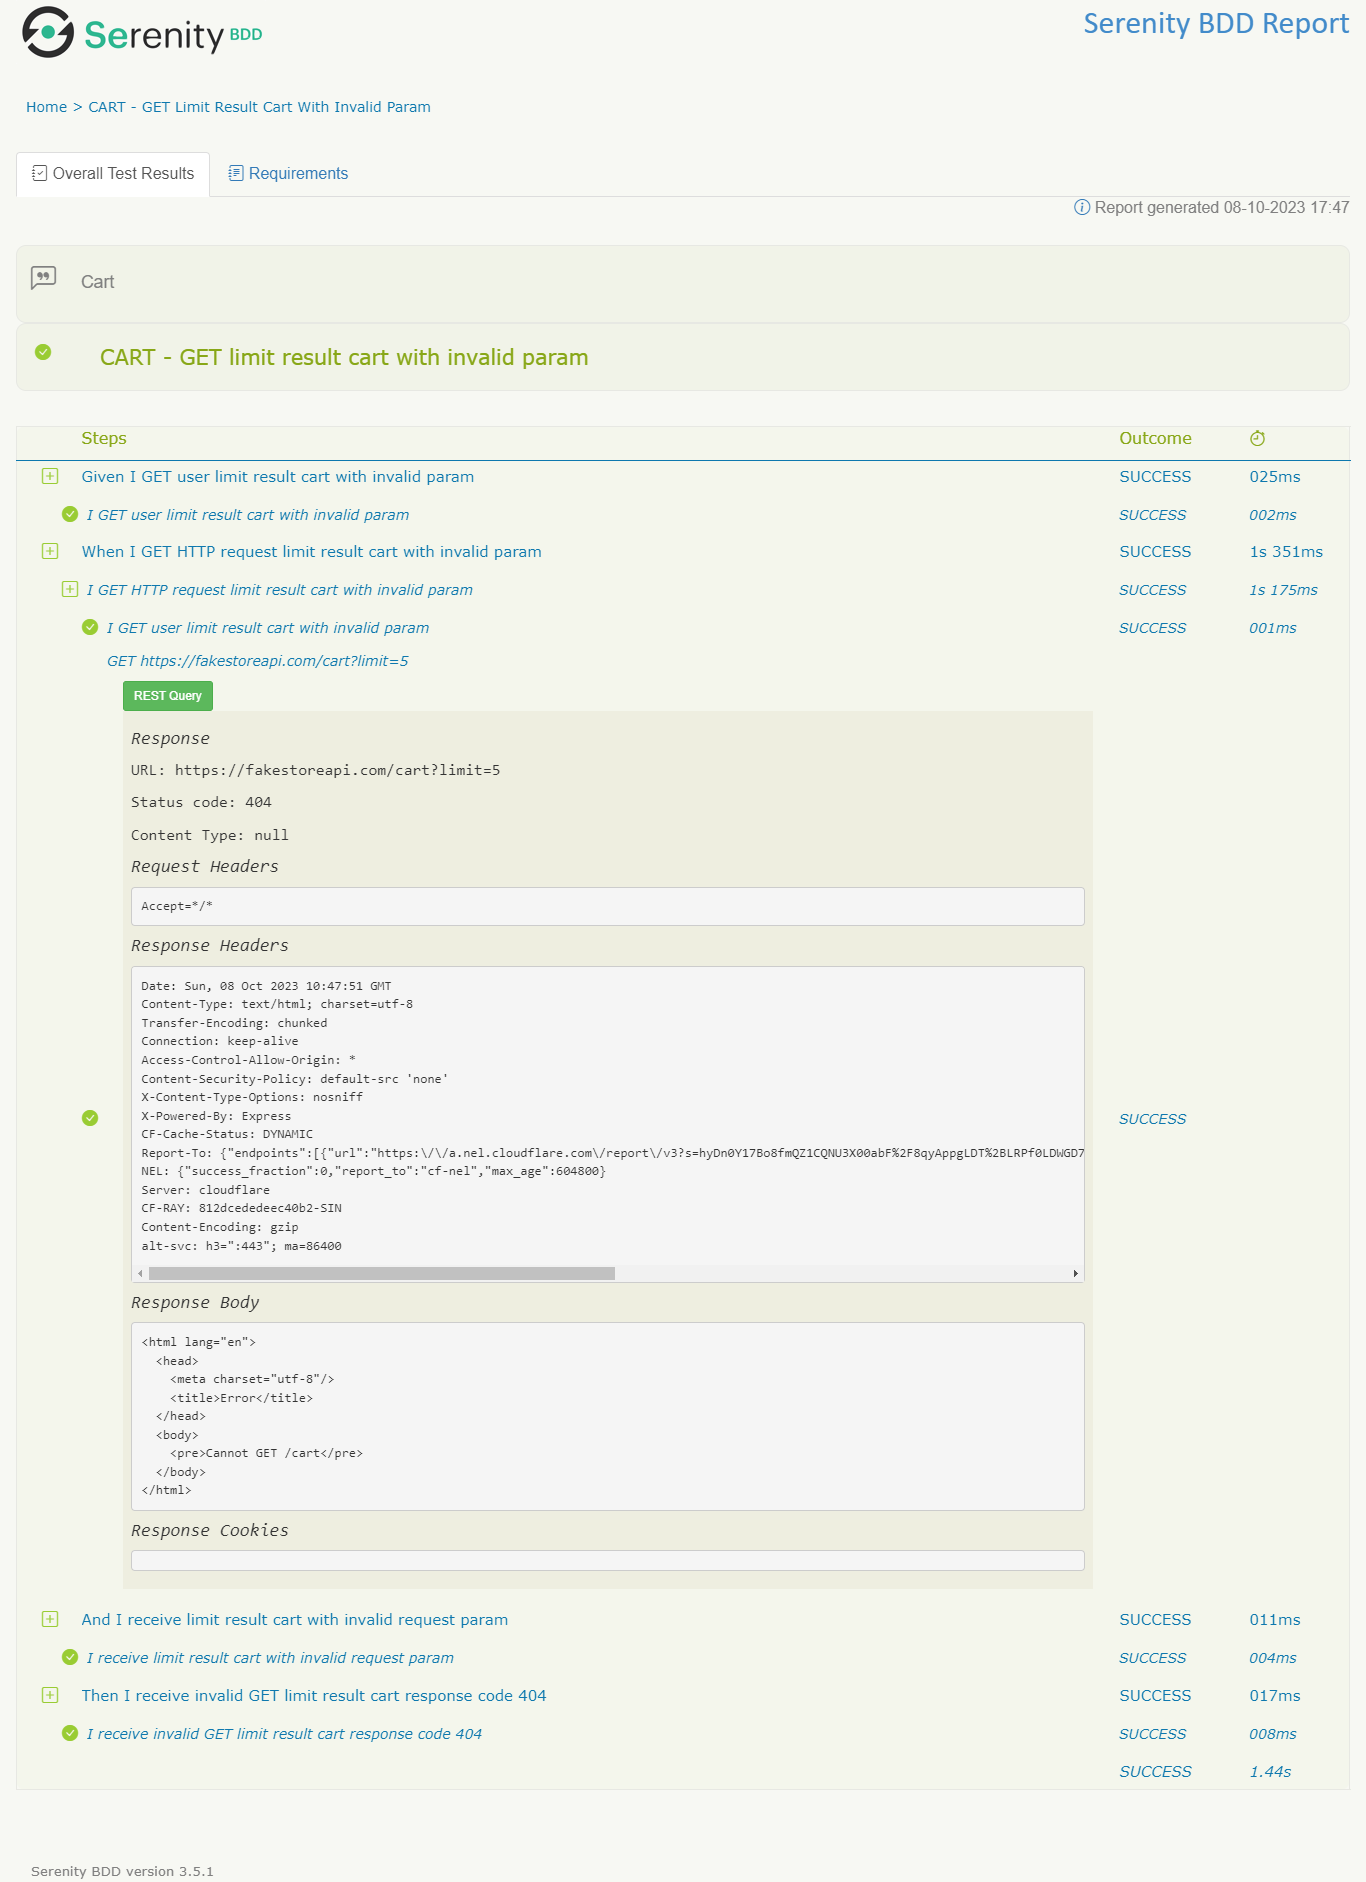 Serenity BDD
Serenity BDD Report
Home > CART - GET Limit Result Cart With Invalid Param
Overall Test Results
Requirements
Report generated 08-10-2023 17:47
Cart
CART - GET limit result cart with invalid param
Steps Outcome
Given I GET user limit result cart with invalid param SUCCESS 025ms
I GET user limit result cart with invalid param SUCCESS 002ms
When I GET HTTP request limit result cart with invalid param SUCCESS 1s 351ms
I GET HTTP request limit result cart with invalid param SUCCESS 1s 175ms
I GET user limit result cart with invalid param SUCCESS 001ms
GET https://fakestoreapi.com/cart?limit=5
REST Query
Response
URL: https://fakestoreapi.com/cart?limit=5
Status code: 404
Content Type: null
Request Headers
Accept=*/*
Response Headers
Date: Sun, 08 Oct 2023 10:47:51 GMT
Content-Type: text/html; charset=utf-8
Transfer-Encoding: chunked
Connection: keep-alive
Access-Control-Allow-Origin: *
Content-Security-Policy: default-src 'none'
X-Content-Type-Options: nosniff
X-Powered-By: Express
SUCCESS
CF-Cache-Status: DYNAMIC
Report-To: {"endpoints":[{"url":"https:\/\/a.nel.cloudflare.com\/report\/v3?s=hyDn0Y17Bo8fmQZ1CQNU3X00abF%2F8qyAppgLDT%2BLRPf0LDWGD7
NEL: {"success_fraction":0,"report_to":"cf-nel","max_age":604800}
Server: cloudflare
CF-RAY: 812dcededeec40b2-SIN
Content-Encoding: gzip
alt-svc: h3=":443"; ma=86400
Response Body
<html lang="en">
<head>
<meta charset="utf-8"/>
<title>Error</title>
</head>
<body>
<pre>Cannot GET /cart</pre>
</body>
</html>
Response Cookies
And I receive limit result cart with invalid request param SUCCESS 011ms
I receive limit result cart with invalid request param SUCCESS 004ms
Then I receive invalid GET limit result cart response code 404 SUCCESS 017ms
I receive invalid GET limit result cart response code 404 SUCCESS 008ms
SUCCESS 1.44s
Serenity BDD version 3.5.1